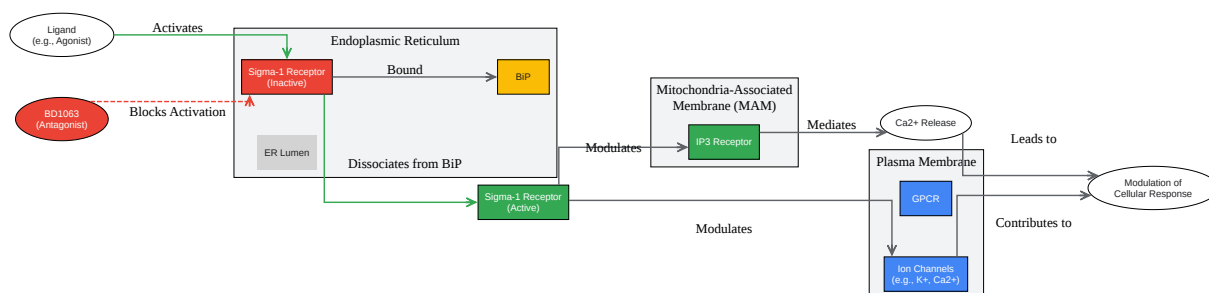 Ligand
(e.g., Agonist)
Activates
Endoplasmic Reticulum
Sigma-1 Receptor
(Inactive)
Bound
BiP
BD1063
(Antagonist)
Blocks Activation
ER Lumen
Dissociates from BiP
Sigma-1 Receptor
(Active)
Modulates
Mitochondria-Associated
Membrane (MAM)
IP3 Receptor
Mediates
Ca2+ Release
Leads to
Plasma Membrane
GPCR
Modulates
Ion Channels
(e.g., K+, Ca2+)
Contributes to
Modulation of
Cellular Response